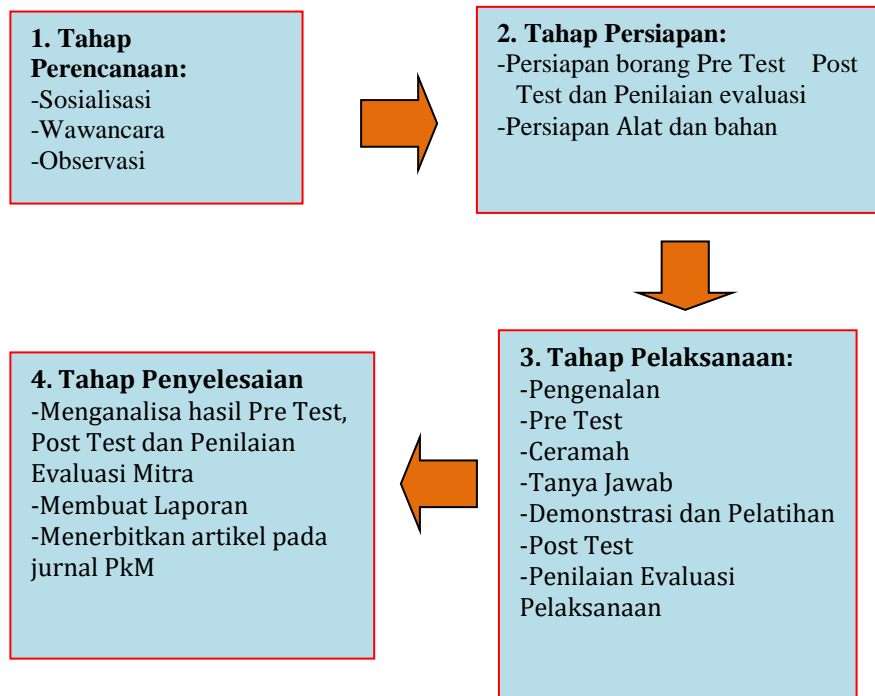 1. Tahap
Perencanaan:
-Sosialisasi
-Wawancara
-Observasi
2. Tahap Persiapan:
-Persiapan borang Pre Test Post
Test dan Penilaian evaluasi
-Persiapan Alat dan bahan
3. Tahap Pelaksanaan:
-Pengenalan
-Pre Test
-Ceramah
-Tanya Jawab
-Demonstrasi dan Pelatihan
-Post Test
-Penilaian Evaluasi
Pelaksanaan
4. Tahap Penyelesaian
-Menganalisa hasil Pre Test,
Post Test dan Penilaian
Evaluasi Mitra
-Membuat Laporan
-Menerbitkan artikel pada
jurnal PkM